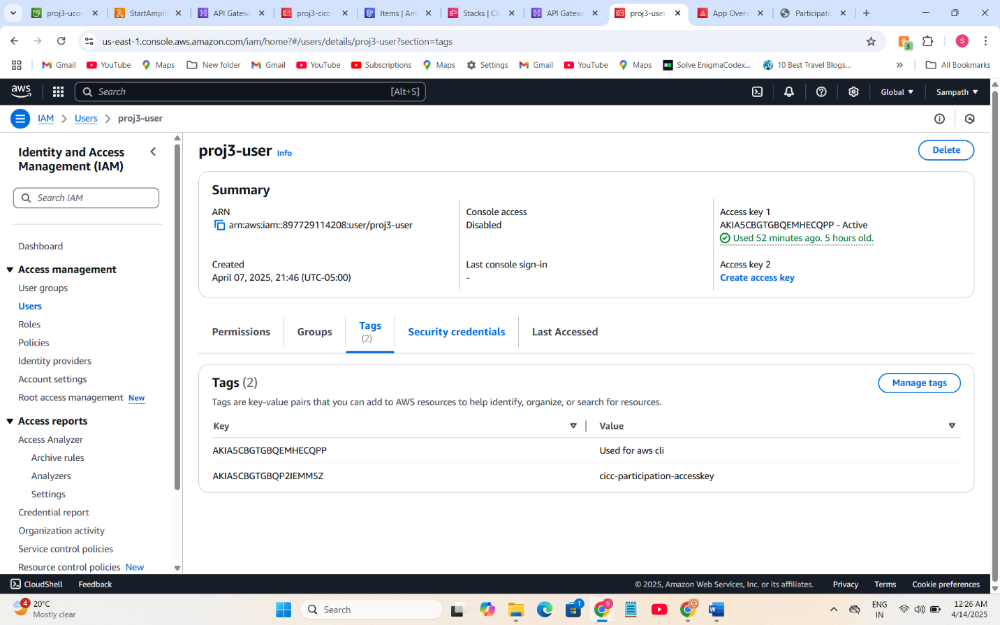 proj3-uco-
StartAmpli
API Gatew
proj3-cicc-
Items | Am
Stacks | Clo
API Gatew
proj3-user
App Over
Participatio
us-east-1.console.aws.amazon.com/iam/home?#/users/details/proj3-user?section=tags
3
S
Gmail
YouTube
Maps
New folder
Gmail
YouTube
Subscriptions
Maps
Settings
Gmail
YouTube
Maps
Solve EnigmaCodex...
10 Best Travel Blogs...
All Bookmarks
aws
Search
[Alt+S]
Global
Sampath
IAM
Users
proj3-user
Identity and Access
Management (IAM)
Search IAM
Dashboard
Access management
User groups
Users
Roles
Policies
Identity providers
Account settings
Root access management New
Access reports
Access Analyzer
Archive rules
Analyzers
Settings
Credential report
Organization activity
Service control policies
Resource control policies New
proj3-user Info
Delete
Summary
ARN
arn:aws:iam::897729114208:user/proj3-user
Created
April 07, 2025, 21:46 (UTC-05:00)
Console access
Disabled
Last console sign-in
-
Access key 1
AKIA5CBGTGBQEMHECQPP - Active
Used 52 minutes ago. 5 hours old.
Access key 2
Create access key
Permissions
Groups
Tags
(2)
Security credentials
Last Accessed
Tags (2)
Manage tags
Tags are key-value pairs that you can add to AWS resources to help identify, organize, or search for resources.
Key
Value
AKIA5CBGTGBQEMHECQPP
Used for aws cli
AKIA5CBGTGBQP2IEMM5Z
cicc-participation-accesskey
CloudShell
Feedback
© 2025, Amazon Web Services, Inc. or its affiliates.
Privacy
Terms
Cookie preferences
4
20°C
Mostly clear
Search
1
S
W
ENG
IN
12:26 AM
4/14/2025